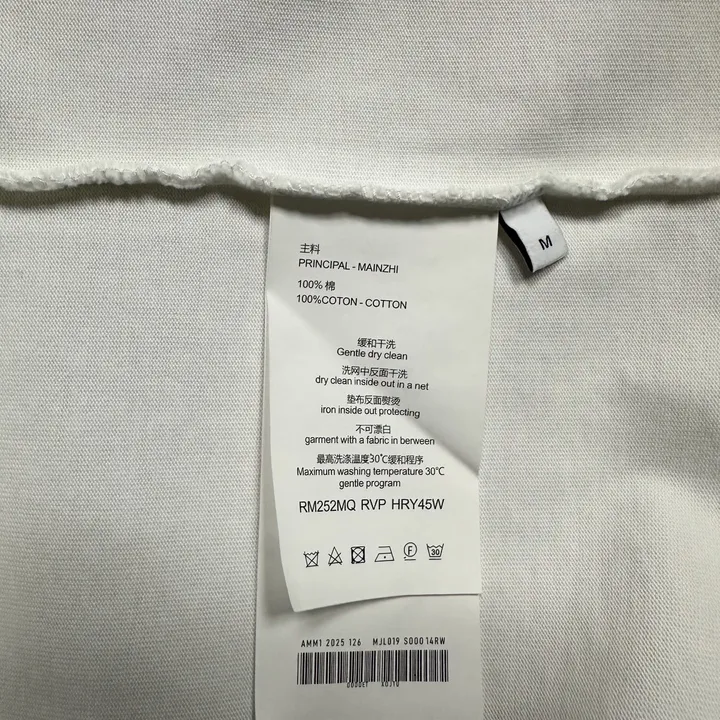 主料
PRINCIPAL - MAINZHI
100% 棉
100%COTON - COTTON
M
缓和干洗
Gentle dry clean
洗网中反面干洗
dry clean inside out in a net
垫布反面熨烫
iron inside out protecting
不可漂白
garment with a fabric in berween
最高洗涤温度30℃缓和程序
Maximum washing temperature 30℃
gentle program
RM252MQ RVP HRY45W
F
30
AMM1 2025 126 MJL019 S000 14RW